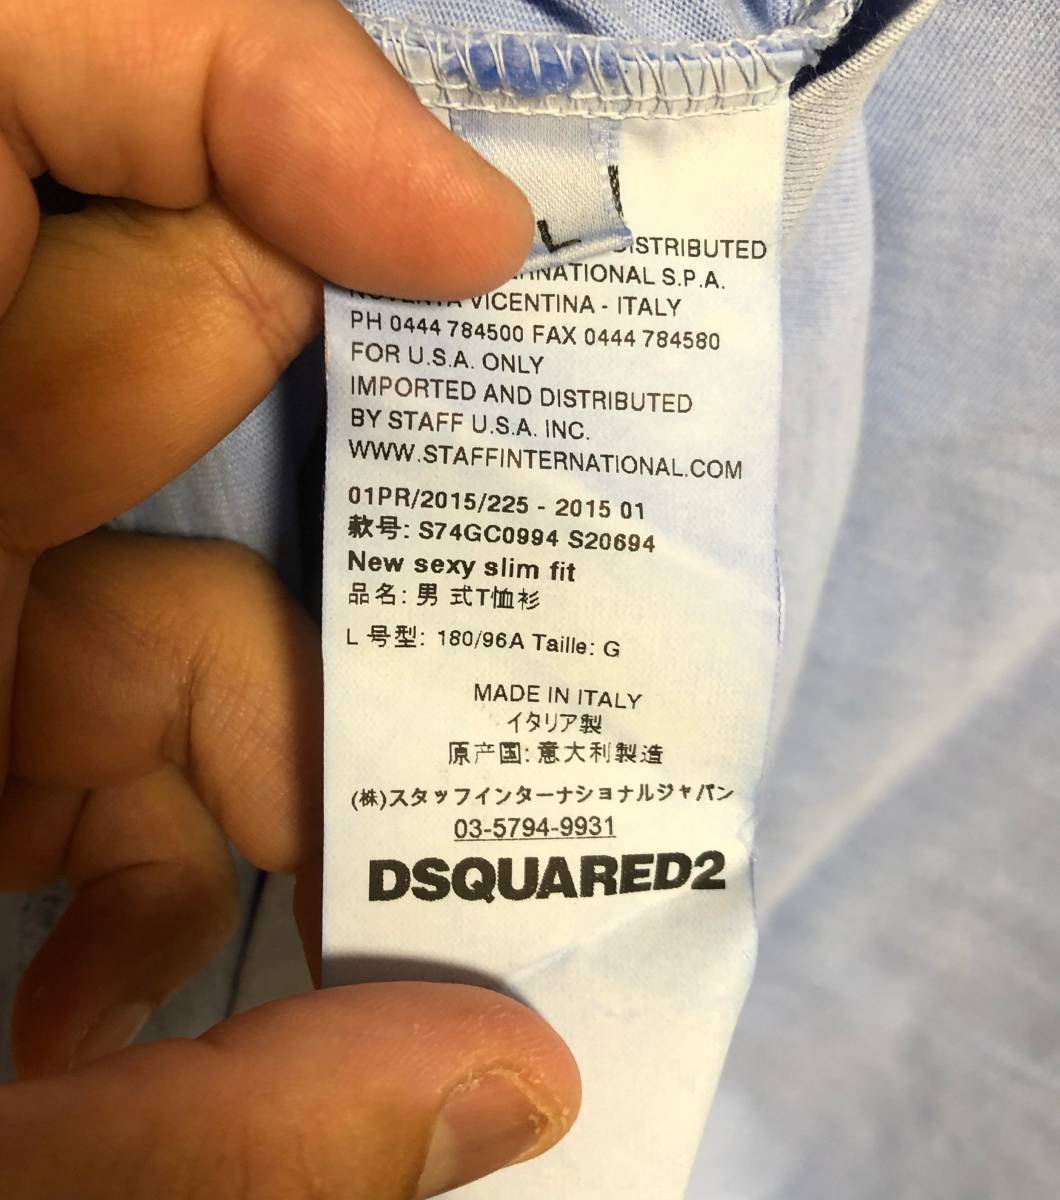 L
DISTRIBUTED
INTERNATIONAL S.P.A.
NOVENTA VICENTINA - ITALY
PH 0444 784500 FAX 0444 784580
FOR U.S.A. ONLY
IMPORTED AND DISTRIBUTED
BY STAFF U.S.A. INC.
WWW.STAFFINTERNATIONAL.COM
01PR/2015/225 - 2015 01
款号: S74GC0994 S20694
New sexy slim fit
品名: 男 式T恤衫
L 号型: 180/96A Taille: G
MADE IN ITALY
イタリア製
原产国: 意大利製造
(株)スタッフインターナショナルジャパン
03-5794-9931
DSQUARED2